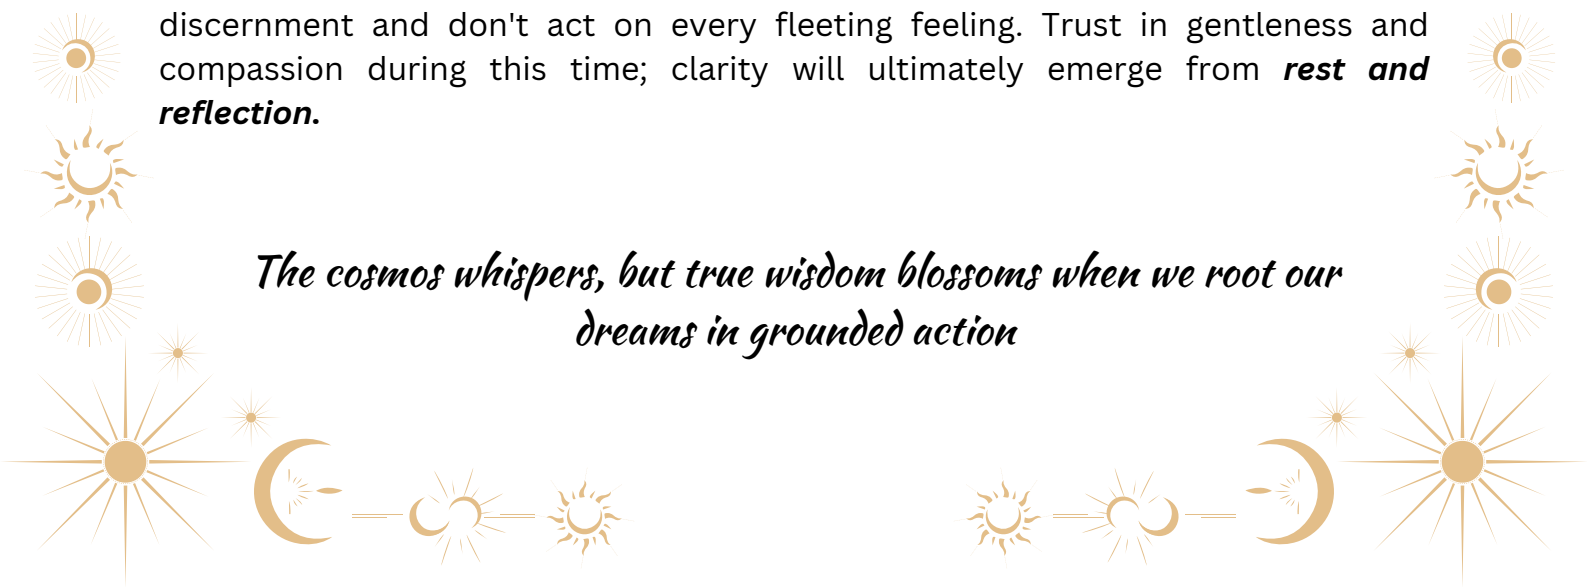 discernment and don't act on every fleeting feeling. Trust in gentleness and
compassion during this time; clarity will ultimately emerge from rest and
reflection.
The cosmos whispers, but true wisdom blossoms when we root our
dreams in grounded action